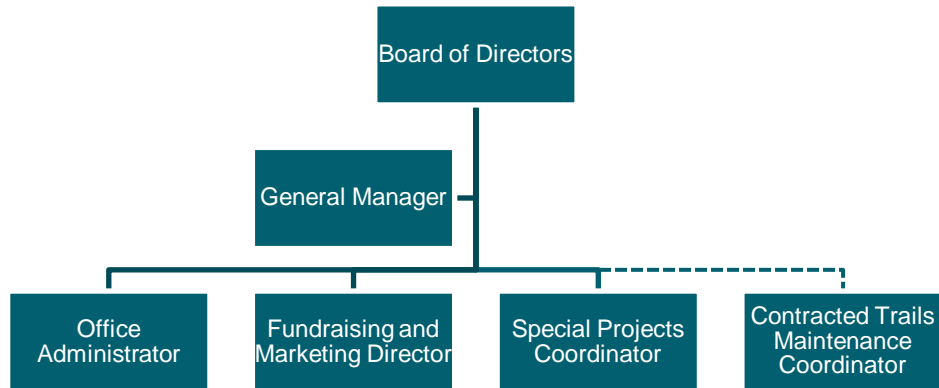 Board of Directors
General Manager
Office
Administrator
Fundraising and
Marketing Director
Special Projects
Coordinator
Contracted Trails
Maintenance
Coordinator